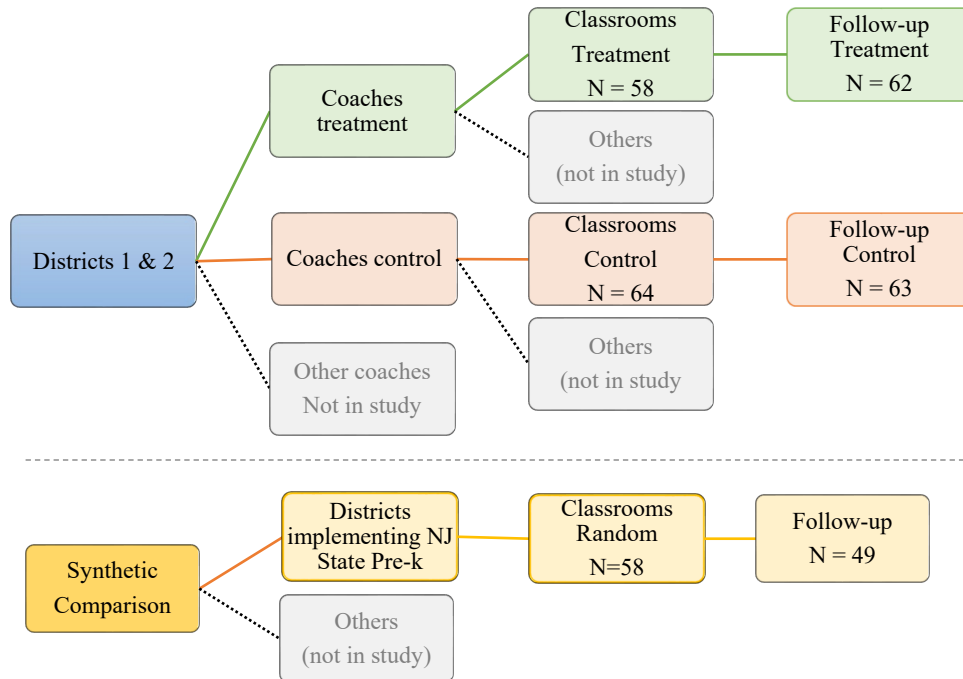 Classrooms
Treatment
N = 58
Follow-up
Treatment
N = 62
Coaches
treatment
Others
(not in study)
Districts 1 & 2
Coaches control
Classrooms
Control
N = 64
Follow-up
Control
N = 63
Other coaches
Not in study
Others
(not in study
Synthetic
Comparison
Districts
implementing NJ
State Pre-k
Classrooms
Random
N=58
Follow-up
N = 49
Others
(not in study)